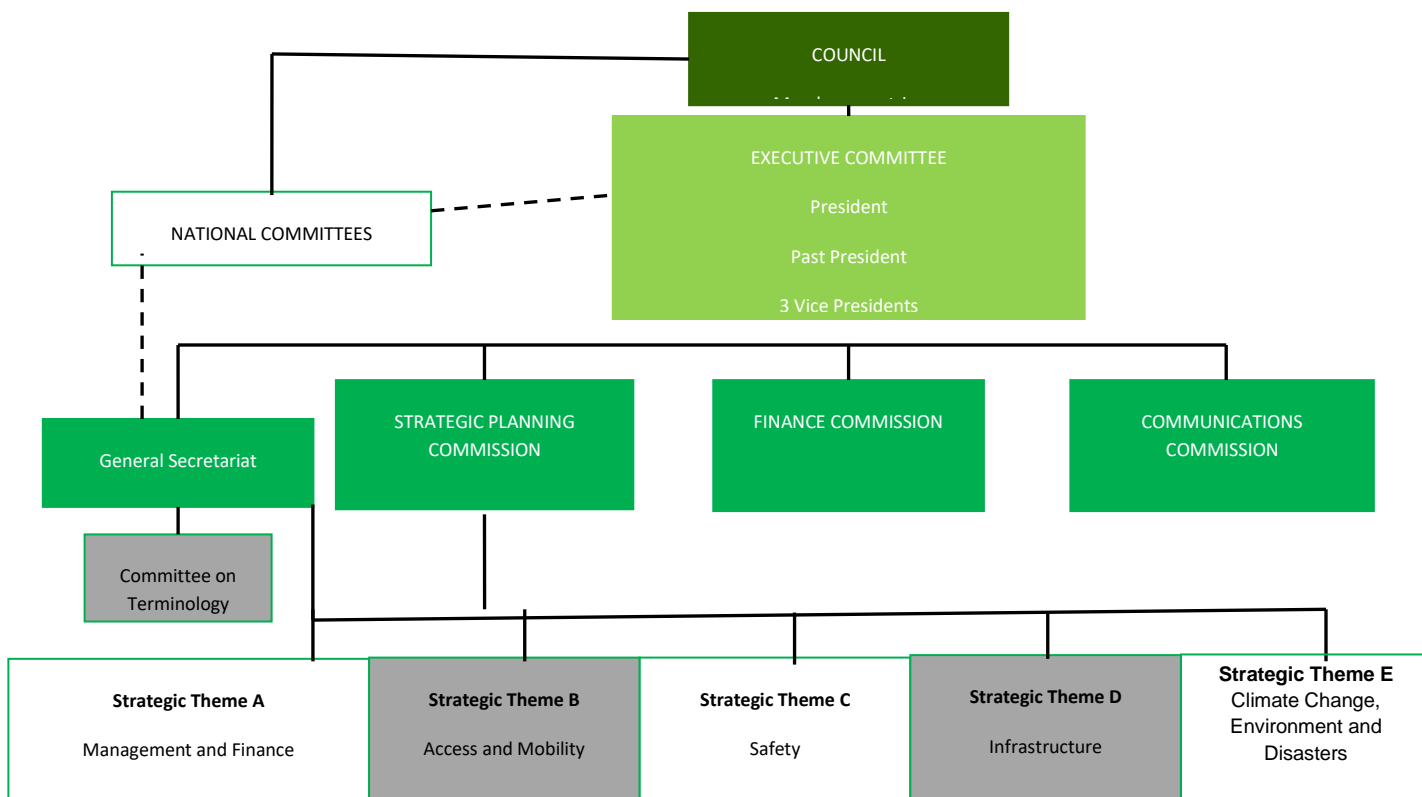 COUNCIL
EXECUTIVE COMMITTEE
President
Past President
3 Vice Presidents
NATIONAL COMMITTEES
General Secretariat
STRATEGIC PLANNING
COMMISSION
FINANCE COMMISSION
COMMUNICATIONS
COMMISSION
Committee on
Terminology
Strategic Theme A
Management and Finance
Strategic Theme B
Access and Mobility
Strategic Theme C
Safety
Strategic Theme D
Infrastructure
Strategic Theme E
Climate Change,
Environment and
Disasters